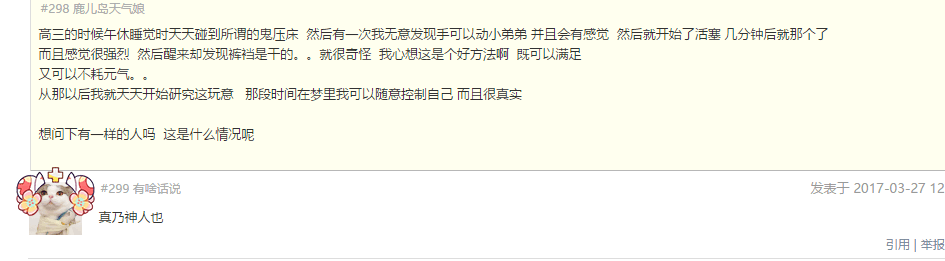 #298 鹿儿岛天气娘
高三的时候午休睡觉时天天碰到所谓的鬼压床 然后有一次我无意发现手可以动小弟弟 并且会有感觉 然后就开始了活塞 几分钟后就那个了
而且感觉很强烈 然后醒来却发现裤裆是干的。。就很奇怪 我心想这是个好方法啊 既可以满足
又可以不耗元气。。
从那以后我就天天开始研究这玩意 那段时间在梦里我可以随意控制自己 而且很真实
想问下有一样的人吗 这是什么情况呢
#299 有啥话说
发表于 2017-03-27 12
真乃神人也
引用 | 举报